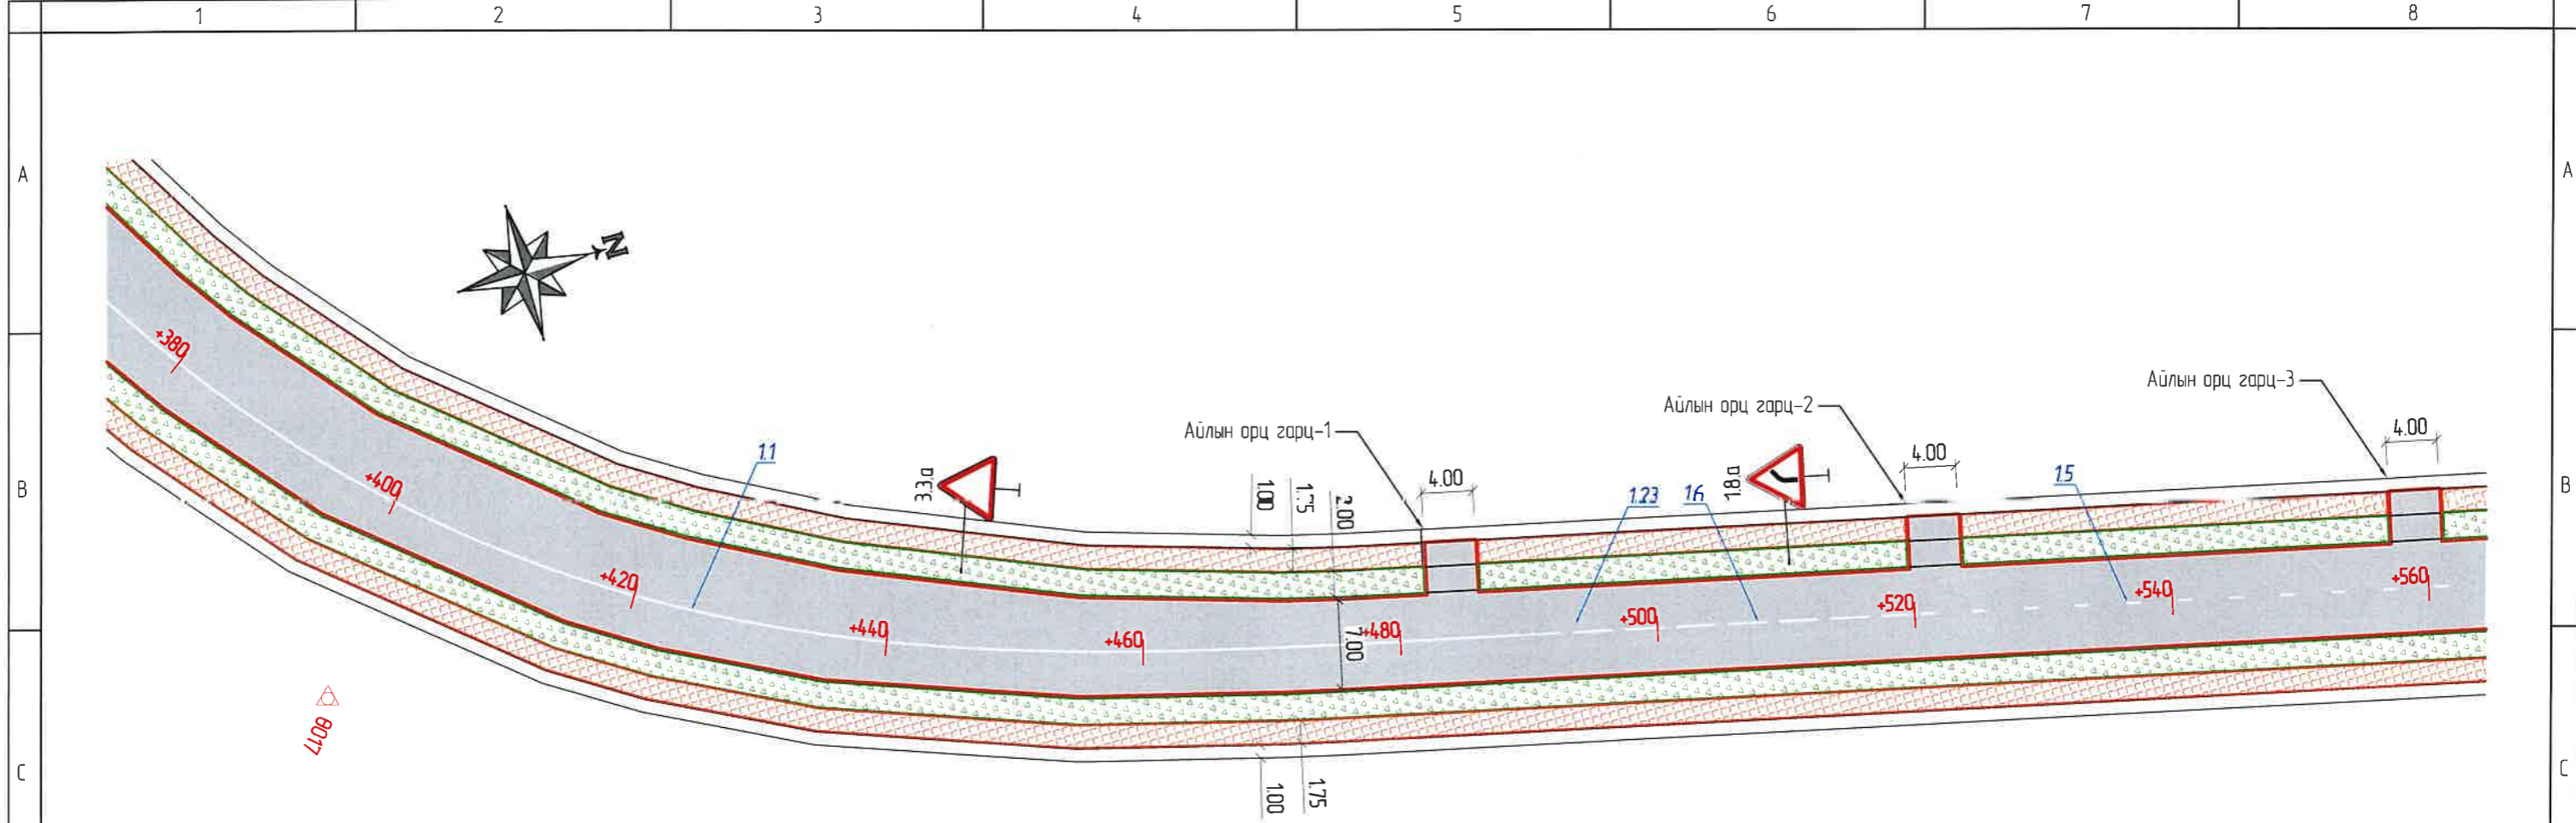 1 2 3 4 5 6 7 8
A A
N
+380
Айлын орц гарц-3
Айлын орц гарц-2
4.00
Айлын орц гарц-1
4.00
1.1
3.3.а
1.8.а
4.00
1.5
B B
1.00 1.75 2.00
1.23 1.6
+400
+420
+440
+460
+480
+500
+520
+540
+560
7.00
8017
C C
1.00 1.75